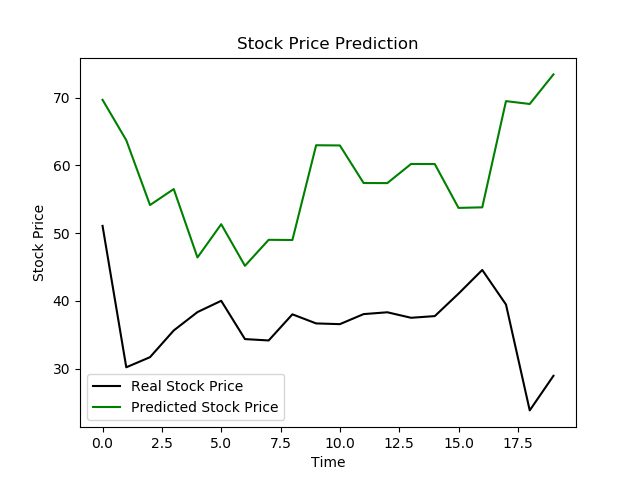 Stock Price Prediction
70
60
50
40
30
Stock Price
Real Stock Price
Predicted Stock Price
0.0 2.5 5.0 7.5 10.0 12.5 15.0 17.5
Time